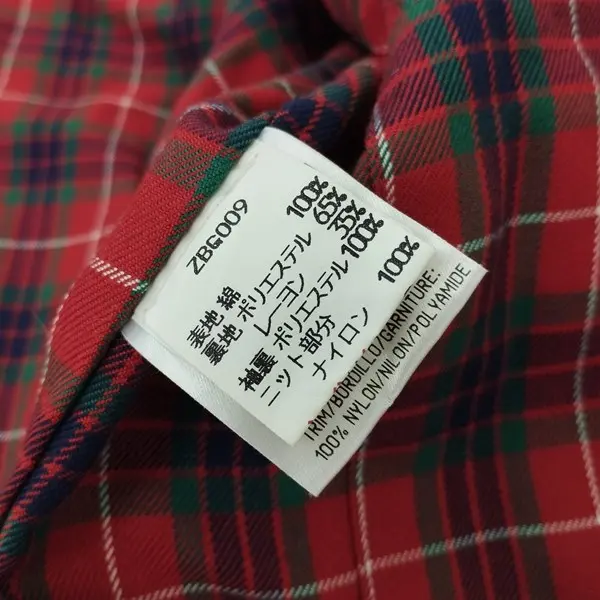 ZBG009
表地 綿 100%
裏地 ポリエステル 65%
レーヨン 35%
袖裏 ポリエステル 100%
ニット部分
ナイロン 100%
TRIM/BORDILLO/GARNITURE:
100% NYLON/NILON/POLYAMIDE